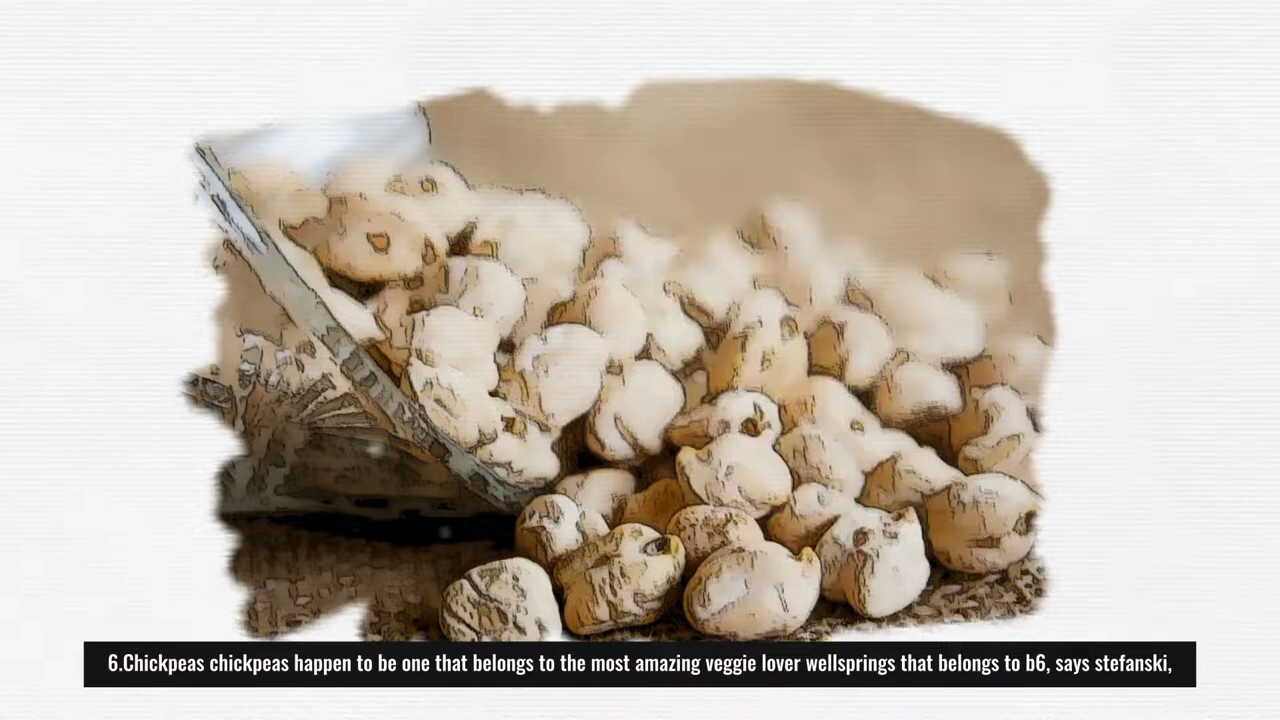 6.Chickpeas chickpeas happen to be one that belongs to the most amazing veggie lover wellsprings that belongs to b6, says stefanski,